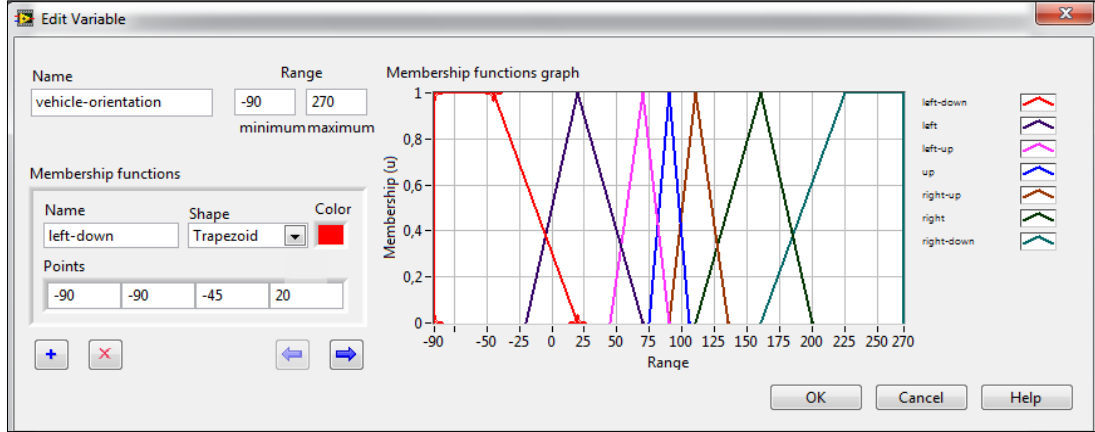 Edit Variable
Name
Range
vehicle-orientation
-90
270
minimum maximum
Membership functions
Name
Shape
Color
left-down
Trapezoid
Points
-90
-90
-45
20
Membership functions graph
Membership (u)
1
0,8
0,6
0,4
0,2
0
-90
-50
-25
0
25
50
75
100
125
150
175
200
225
250
270
Range
left-down
left
left-up
up
right-up
right
right-down
OK
Cancel
Help